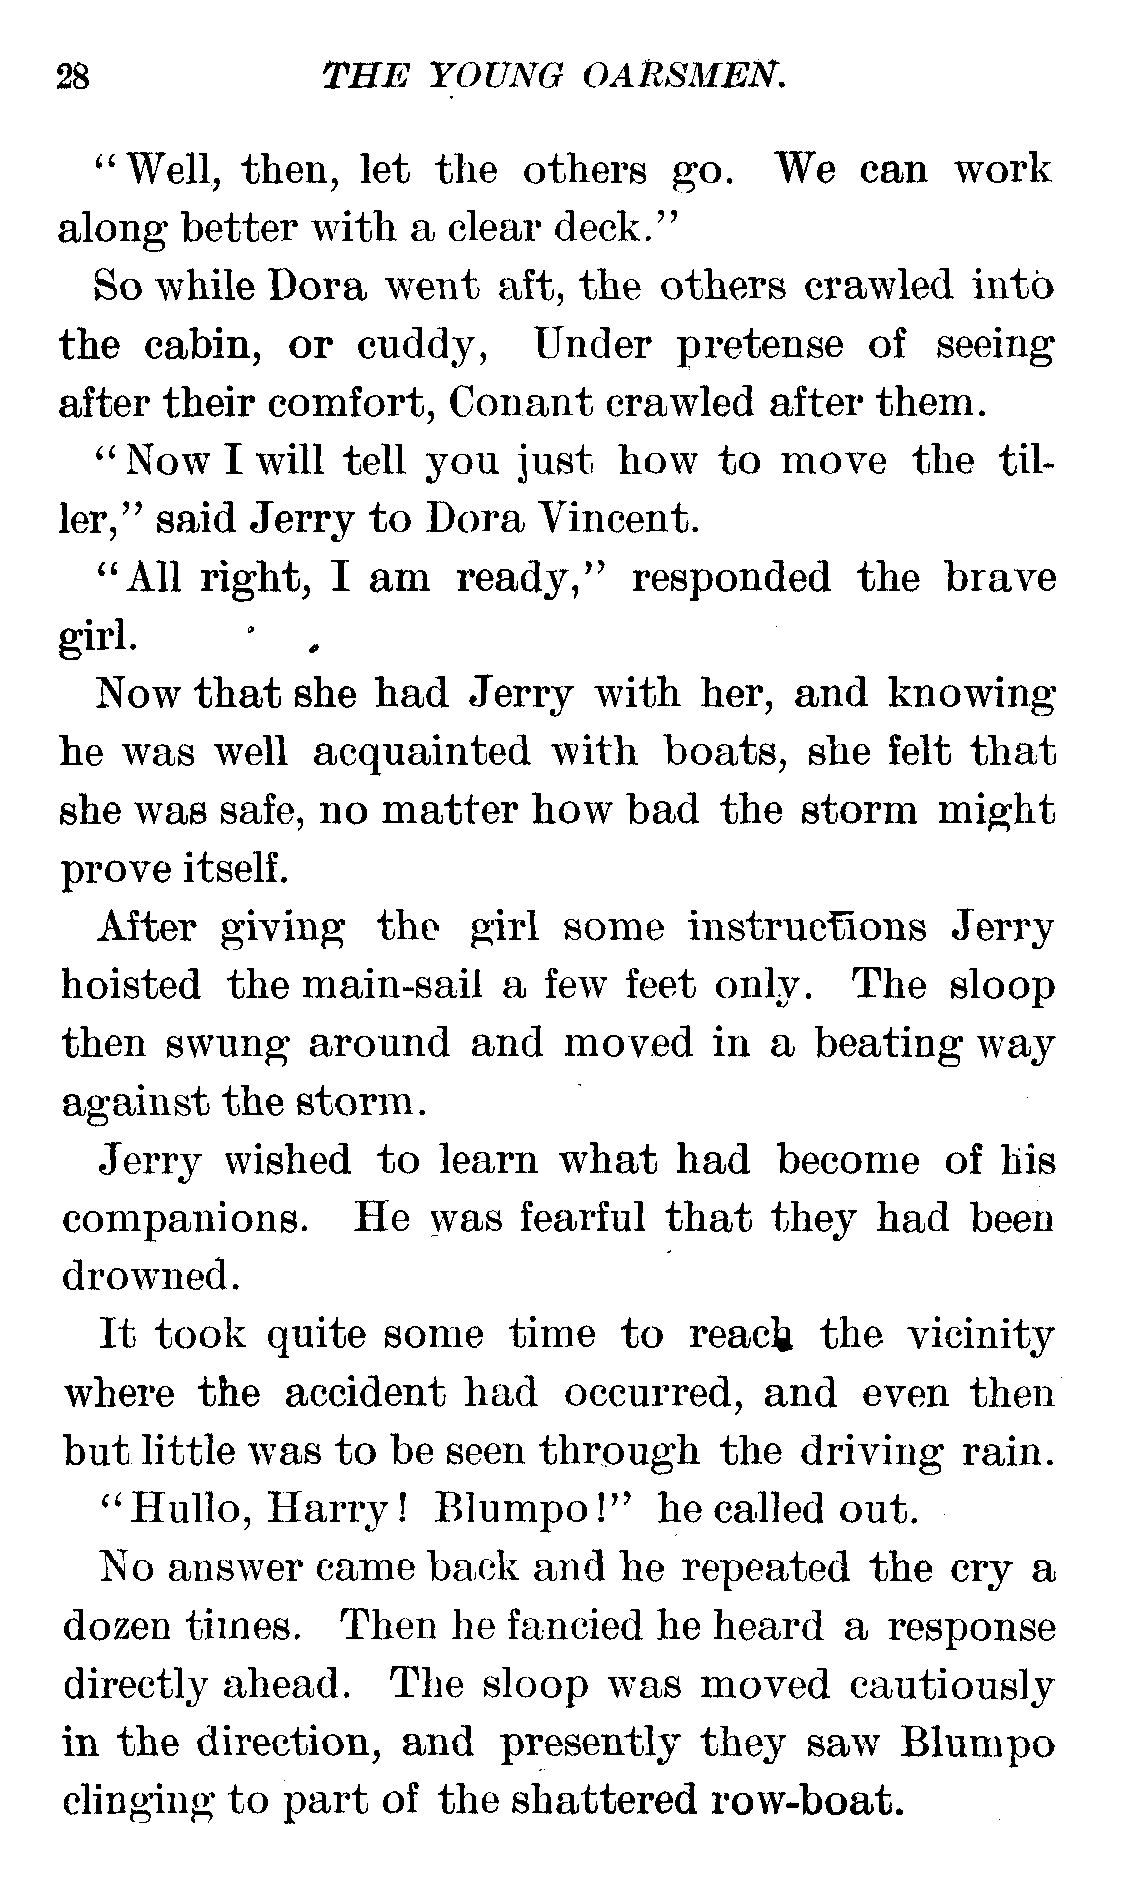 28 THE YOUNG OARSMEN.
"Well, then, let the others go. We can work
along better with a clear deck."
So while Dora went aft, the others crawled into
the cabin, or cuddy, Under pretense of seeing
after their comfort, Conant crawled after them.
"Now I will tell you just how to move the til-
ler," said Jerry to Dora Vincent.
"All right, I am ready," responded the brave
girl.
Now that she had Jerry with her, and knowing
he was well acquainted with boats, she felt that
she was safe, no matter how bad the storm might
prove itself.
After giving the girl some instructions Jerry
hoisted the main-sail a few feet only. The sloop
then swung around and moved in a beating way
against the storm.
Jerry wished to learn what had become of his
companions. He was fearful that they had been
drowned.
It took quite some time to reach the vicinity
where the accident had occurred, and even then
but little was to be seen through the driving rain.
"Hullo, Harry! Blumpo!" he called out.
No answer came back and he repeated the cry a
dozen times. Then he fancied he heard a response
directly ahead. The sloop was moved cautiously
in the direction, and presently they saw Blumpo
clinging to part of the shattered row-boat.